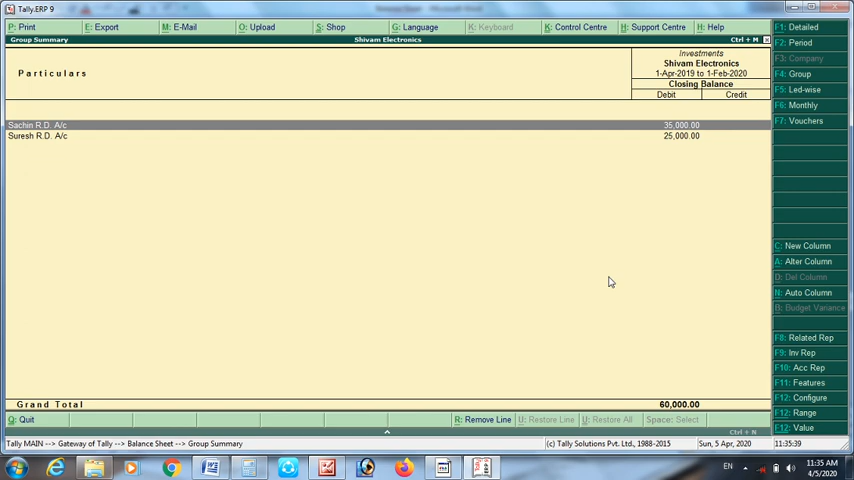 Tally.ERP 9
P: Print
E: Export
M: E-Mail
O: Upload
S: Shop
G: Language
K: Keyboard
K: Control Centre
H: Support Centre
H: Help
Group Summary
Shivam Electronics
Ctrl + M
Particulars
Investments
Shivam Electronics
1-Apr-2019 to 1-Feb-2020
Closing Balance
Debit Credit
Sachin R.D. A/c 35,000.00
Suresh R.D. A/c 25,000.00
Grand Total 60,000.00
F1: Detailed
F2: Period
F3: Company
F4: Group
F5: Led-wise
F6: Monthly
F7: Vouchers
C: New Column
A: Alter Column
D: Del Column
N: Auto Column
B: Budget Variance
F8: Related Rep
F9: Inv Rep
F10: Acc Rep
F11: Features
F12: Configure
F12: Range
F12: Value
Q: Quit
R: Remove Line
U: Restore Line
U: Restore All
Space: Select
Ctrl + N
Tally MAIN --> Gateway of Tally --> Balance Sheet --> Group Summary
(c) Tally Solutions Pvt. Ltd., 1988-2015
Sun, 5 Apr, 2020
11:35:39
EN
11:35 AM
4/5/2020